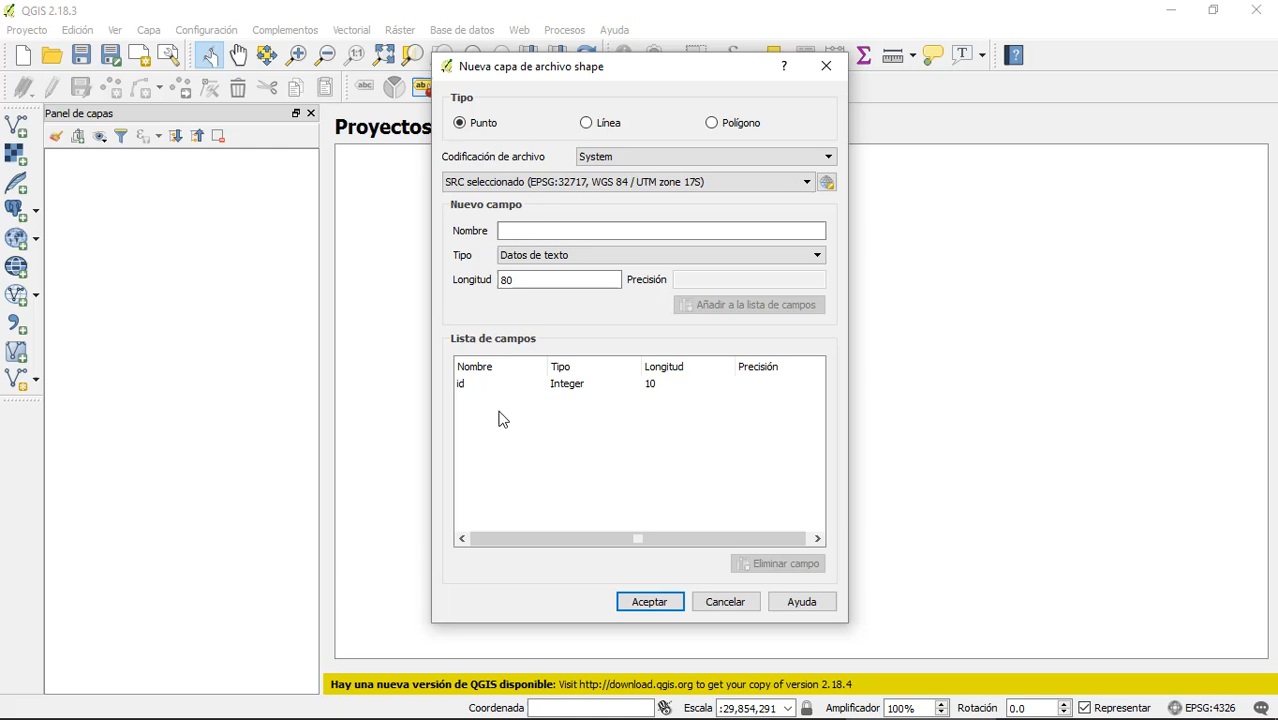 QGIS 2.18.3
Proyecto Edición Ver Capa Configuración Complementos Vectorial Ráster Base de datos Web Procesos Ayuda
Nueva capa de archivo shape
?
Panel de capas
abc
ab
T
Proyectos
Tipo
Punto Línea Polígono
Codificación de archivo System
SRC seleccionado (EPSG:32717, WGS 84 / UTM zone 17S)
Nuevo campo
Nombre
Tipo Datos de texto
Longitud 80 Precisión
Añadir a la lista de campos
Lista de campos
Nombre Tipo Longitud Precisión
id Integer 10
Eliminar campo
Aceptar Cancelar Ayuda
Hay una nueva versión de QGIS disponible: Visit http://download.qgis.org to get your copy of version 2.18.4
Coordenada Escala :29,854,291 Amplificador 100% Rotación 0.0 Representar EPSG:4326